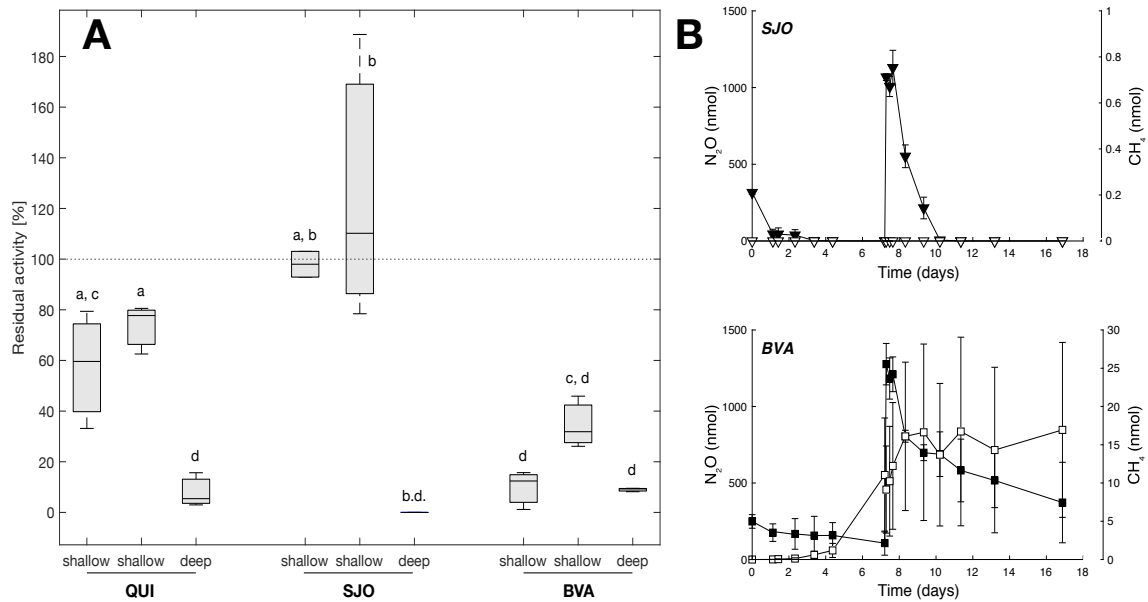 A
Residual activity [%]
180
160
140
120
100
80
60
40
20
0
a, c
a
d
a, b
b
b.d.
d
c, d
d
shallow shallow deep
shallow shallow deep
shallow shallow deep
QUI
SJO
BVA
B
SJO
1500
1000
500
0
N2O (nmol)
1
0.8
0.6
0.4
0.2
0
CH4 (nmol)
0 2 4 6 8 10 12 14 16 18
Time (days)
BVA
1500
1000
500
0
N2O (nmol)
30
25
20
15
10
5
0
CH4 (nmol)
0 2 4 6 8 10 12 14 16 18
Time (days)